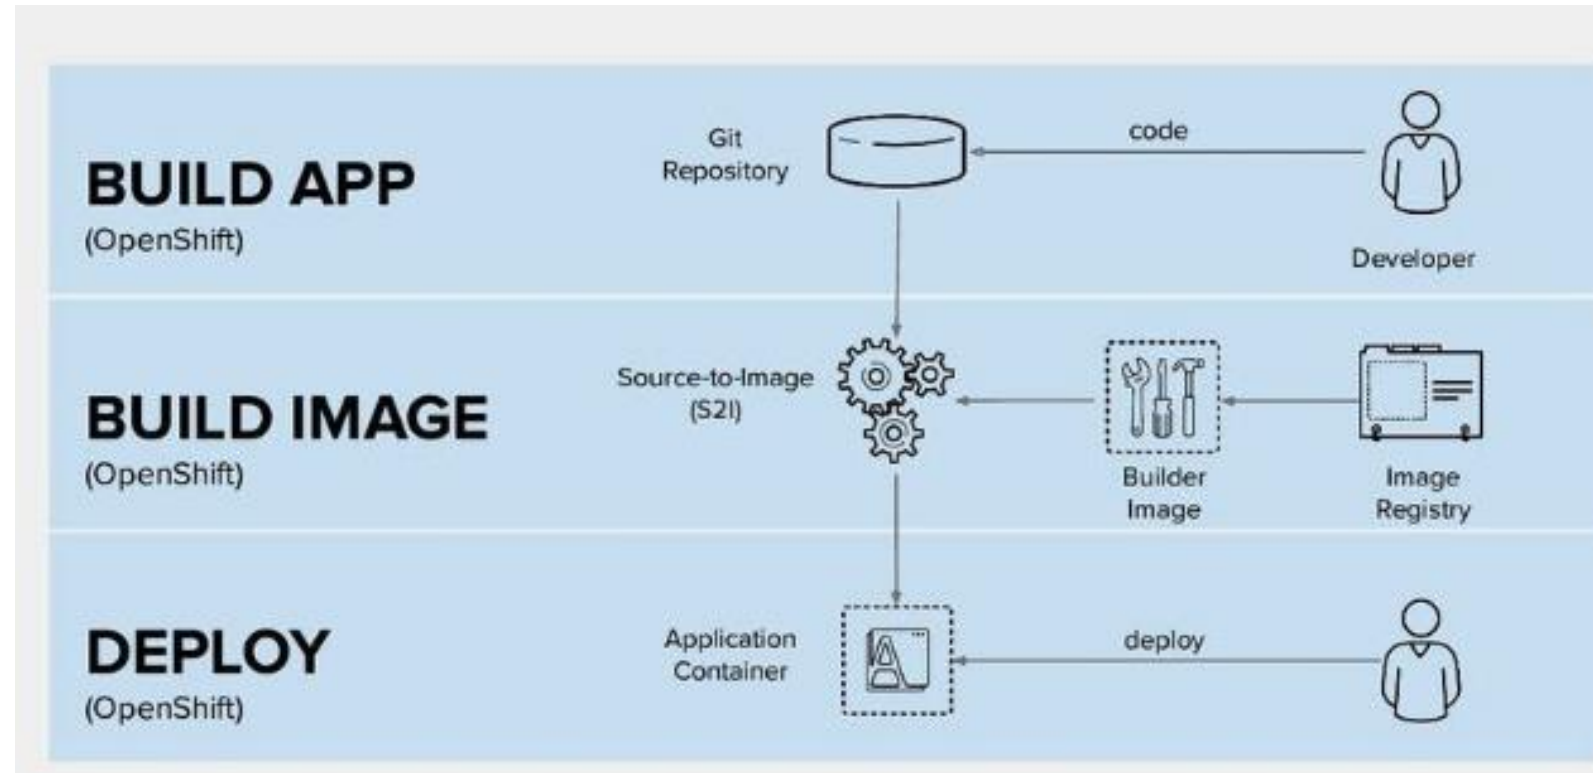 BUILD APP
(OpenShift)
Git
Repository
code
Developer
BUILD IMAGE
(OpenShift)
Source-to-Image
(S2I)
Builder
Image
Image
Registry
DEPLOY
(OpenShift)
Application
Container
deploy